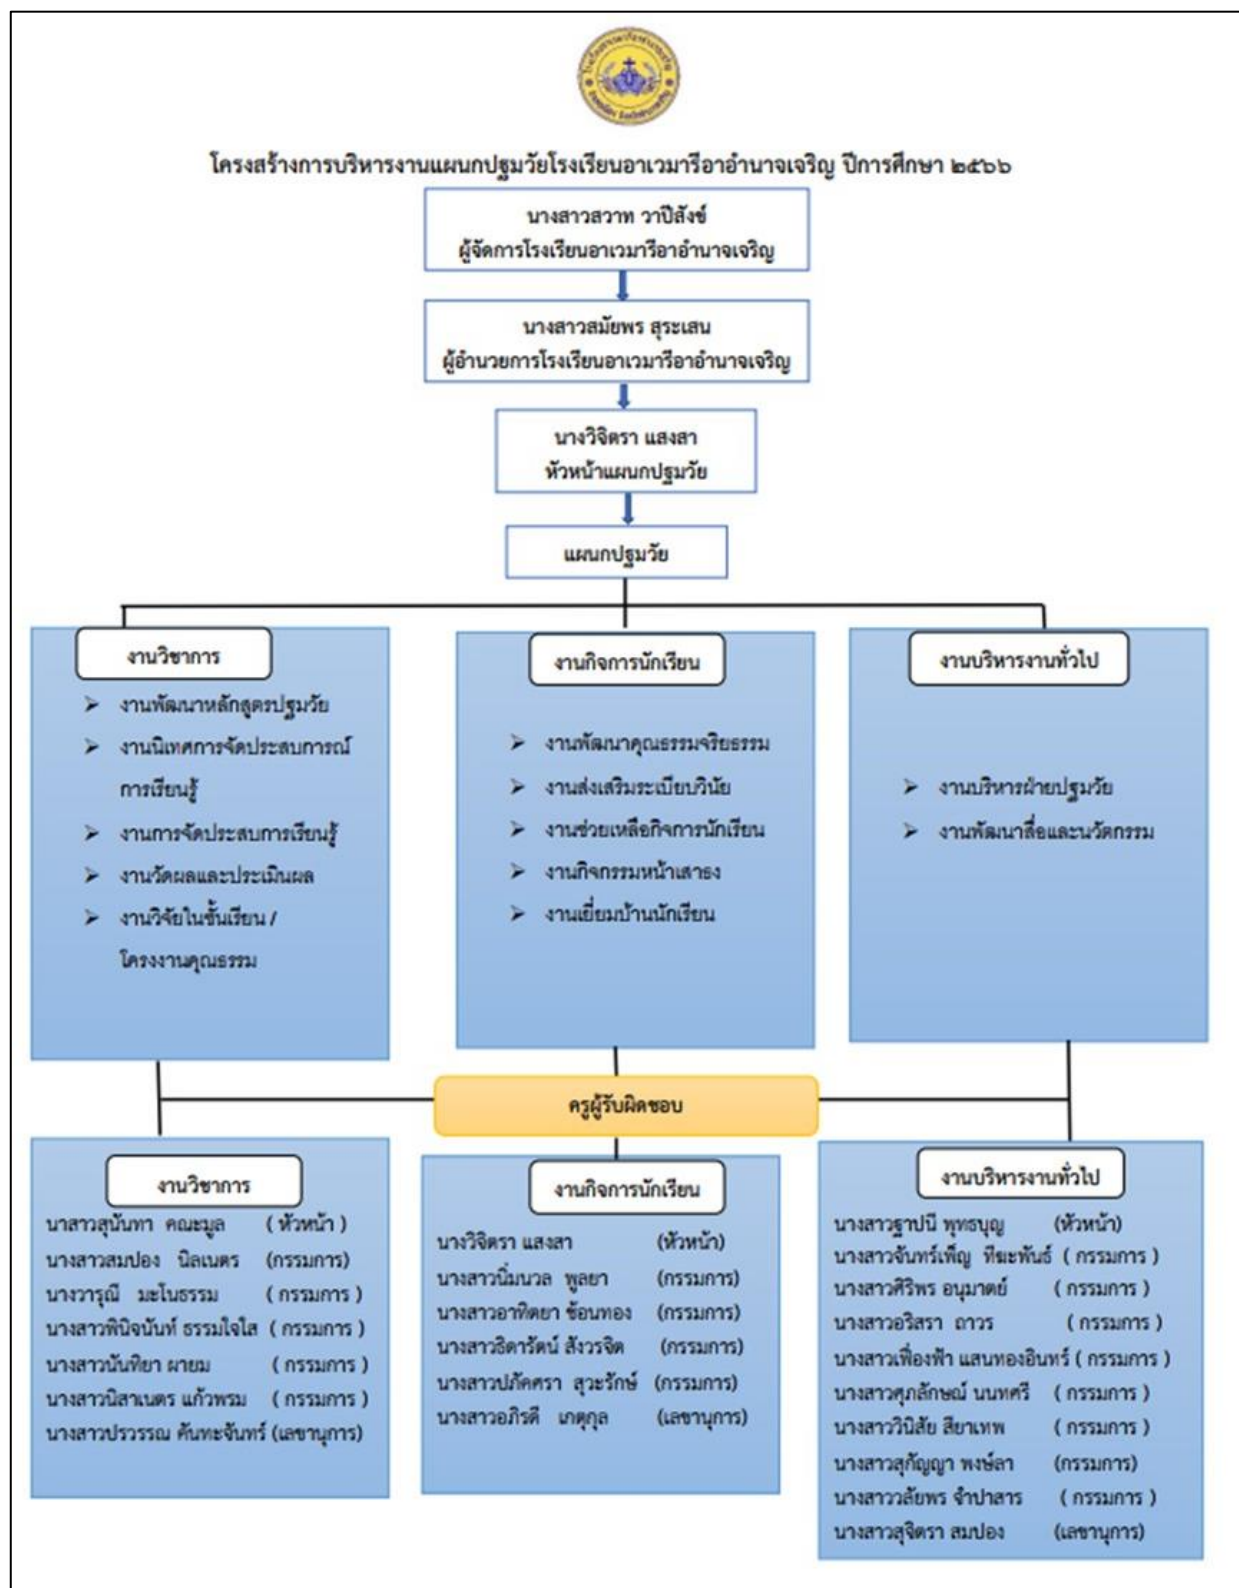 โครงสร้างการบริหารงานแผนกปฐมวัยโรงเรียนอาเวมารีอาอำนาจเจริญ ปีการศึกษา ๒๕๖๖
นางสาวสวาท วาปีสังข์
ผู้จัดการโรงเรียนอาเวมารีอาอำนาจเจริญ
นางสาวสมัยพร สุระเสน
ผู้อำนวยการโรงเรียนอาเวมารีอาอำนาจเจริญ
นางวิจิตรา แสงสา
หัวหน้าแผนกปฐมวัย
แผนกปฐมวัย
งานวิชาการ
งานพัฒนาหลักสูตรปฐมวัย
งานนิเทศการจัดประสบการณ์
การเรียนรู้
งานการจัดประสบการเรียนรู้
งานวัดผลและประเมินผล
งานวิจัยในชั้นเรียน /
โครงงานคุณธรรม
งานกิจการนักเรียน
งานพัฒนาคุณธรรมจริยธรรม
งานส่งเสริมระเบียบวินัย
งานช่วยเหลือกิจการนักเรียน
งานกิจกรรมหน้าเสาธง
งานเยี่ยมบ้านนักเรียน
งานบริหารงานทั่วไป
งานบริหารฝ่ายปฐมวัย
งานพัฒนาสื่อและนวัตกรรม
ครูผู้รับผิดชอบ
งานวิชาการ
นาสาวสุนันทา คณะมูล ( หัวหน้า )
นางสาวสมปอง นิลเนตร (กรรมการ)
นางวารุณี มะโนธรรม ( กรรมการ )
นางสาวพินิจนันท์ ธรรมใจใส ( กรรมการ )
นางสาวนันทิยา ผายม ( กรรมการ )
นางสาวนิสาเนตร แก้วพรม ( กรรมการ )
นางสาวปรวรรณ คันทะจันทร์ (เลขานุการ)
งานกิจการนักเรียน
นางวิจิตรา แสงสา (หัวหน้า)
นางสาวนิ่มนวล พูลยา (กรรมการ)
นางสาวอาทิตยา ช้อนทอง (กรรมการ)
นางสาวธิดารัตน์ สังวรจิต (กรรมการ)
นางสาวปภัคศรา สุวะรักษ์ (กรรมการ)
นางสาวอภิรดี เกตุกุล (เลขานุการ)
งานบริหารงานทั่วไป
นางสาวฐาปนี พุทธบุญ (หัวหน้า)
นางสาวจันทร์เพ็ญ ทีฆะพันธ์ ( กรรมการ )
นางสาวศิริพร อนุมาตย์ ( กรรมการ )
นางสาวอริสรา ถาวร ( กรรมการ )
นางสาวเฟื่องฟ้า แสนทองอินทร์ ( กรรมการ )
นางสาวศุภลักษณ์ นนทศรี ( กรรมการ )
นางสาววินิสัย สียาเทพ ( กรรมการ )
นางสาวสุกัญญา พงษ์ลา (กรรมการ)
นางสาววลัยพร จำปาสาร ( กรรมการ )
นางสาวสุจิตรา สมปอง (เลขานุการ)